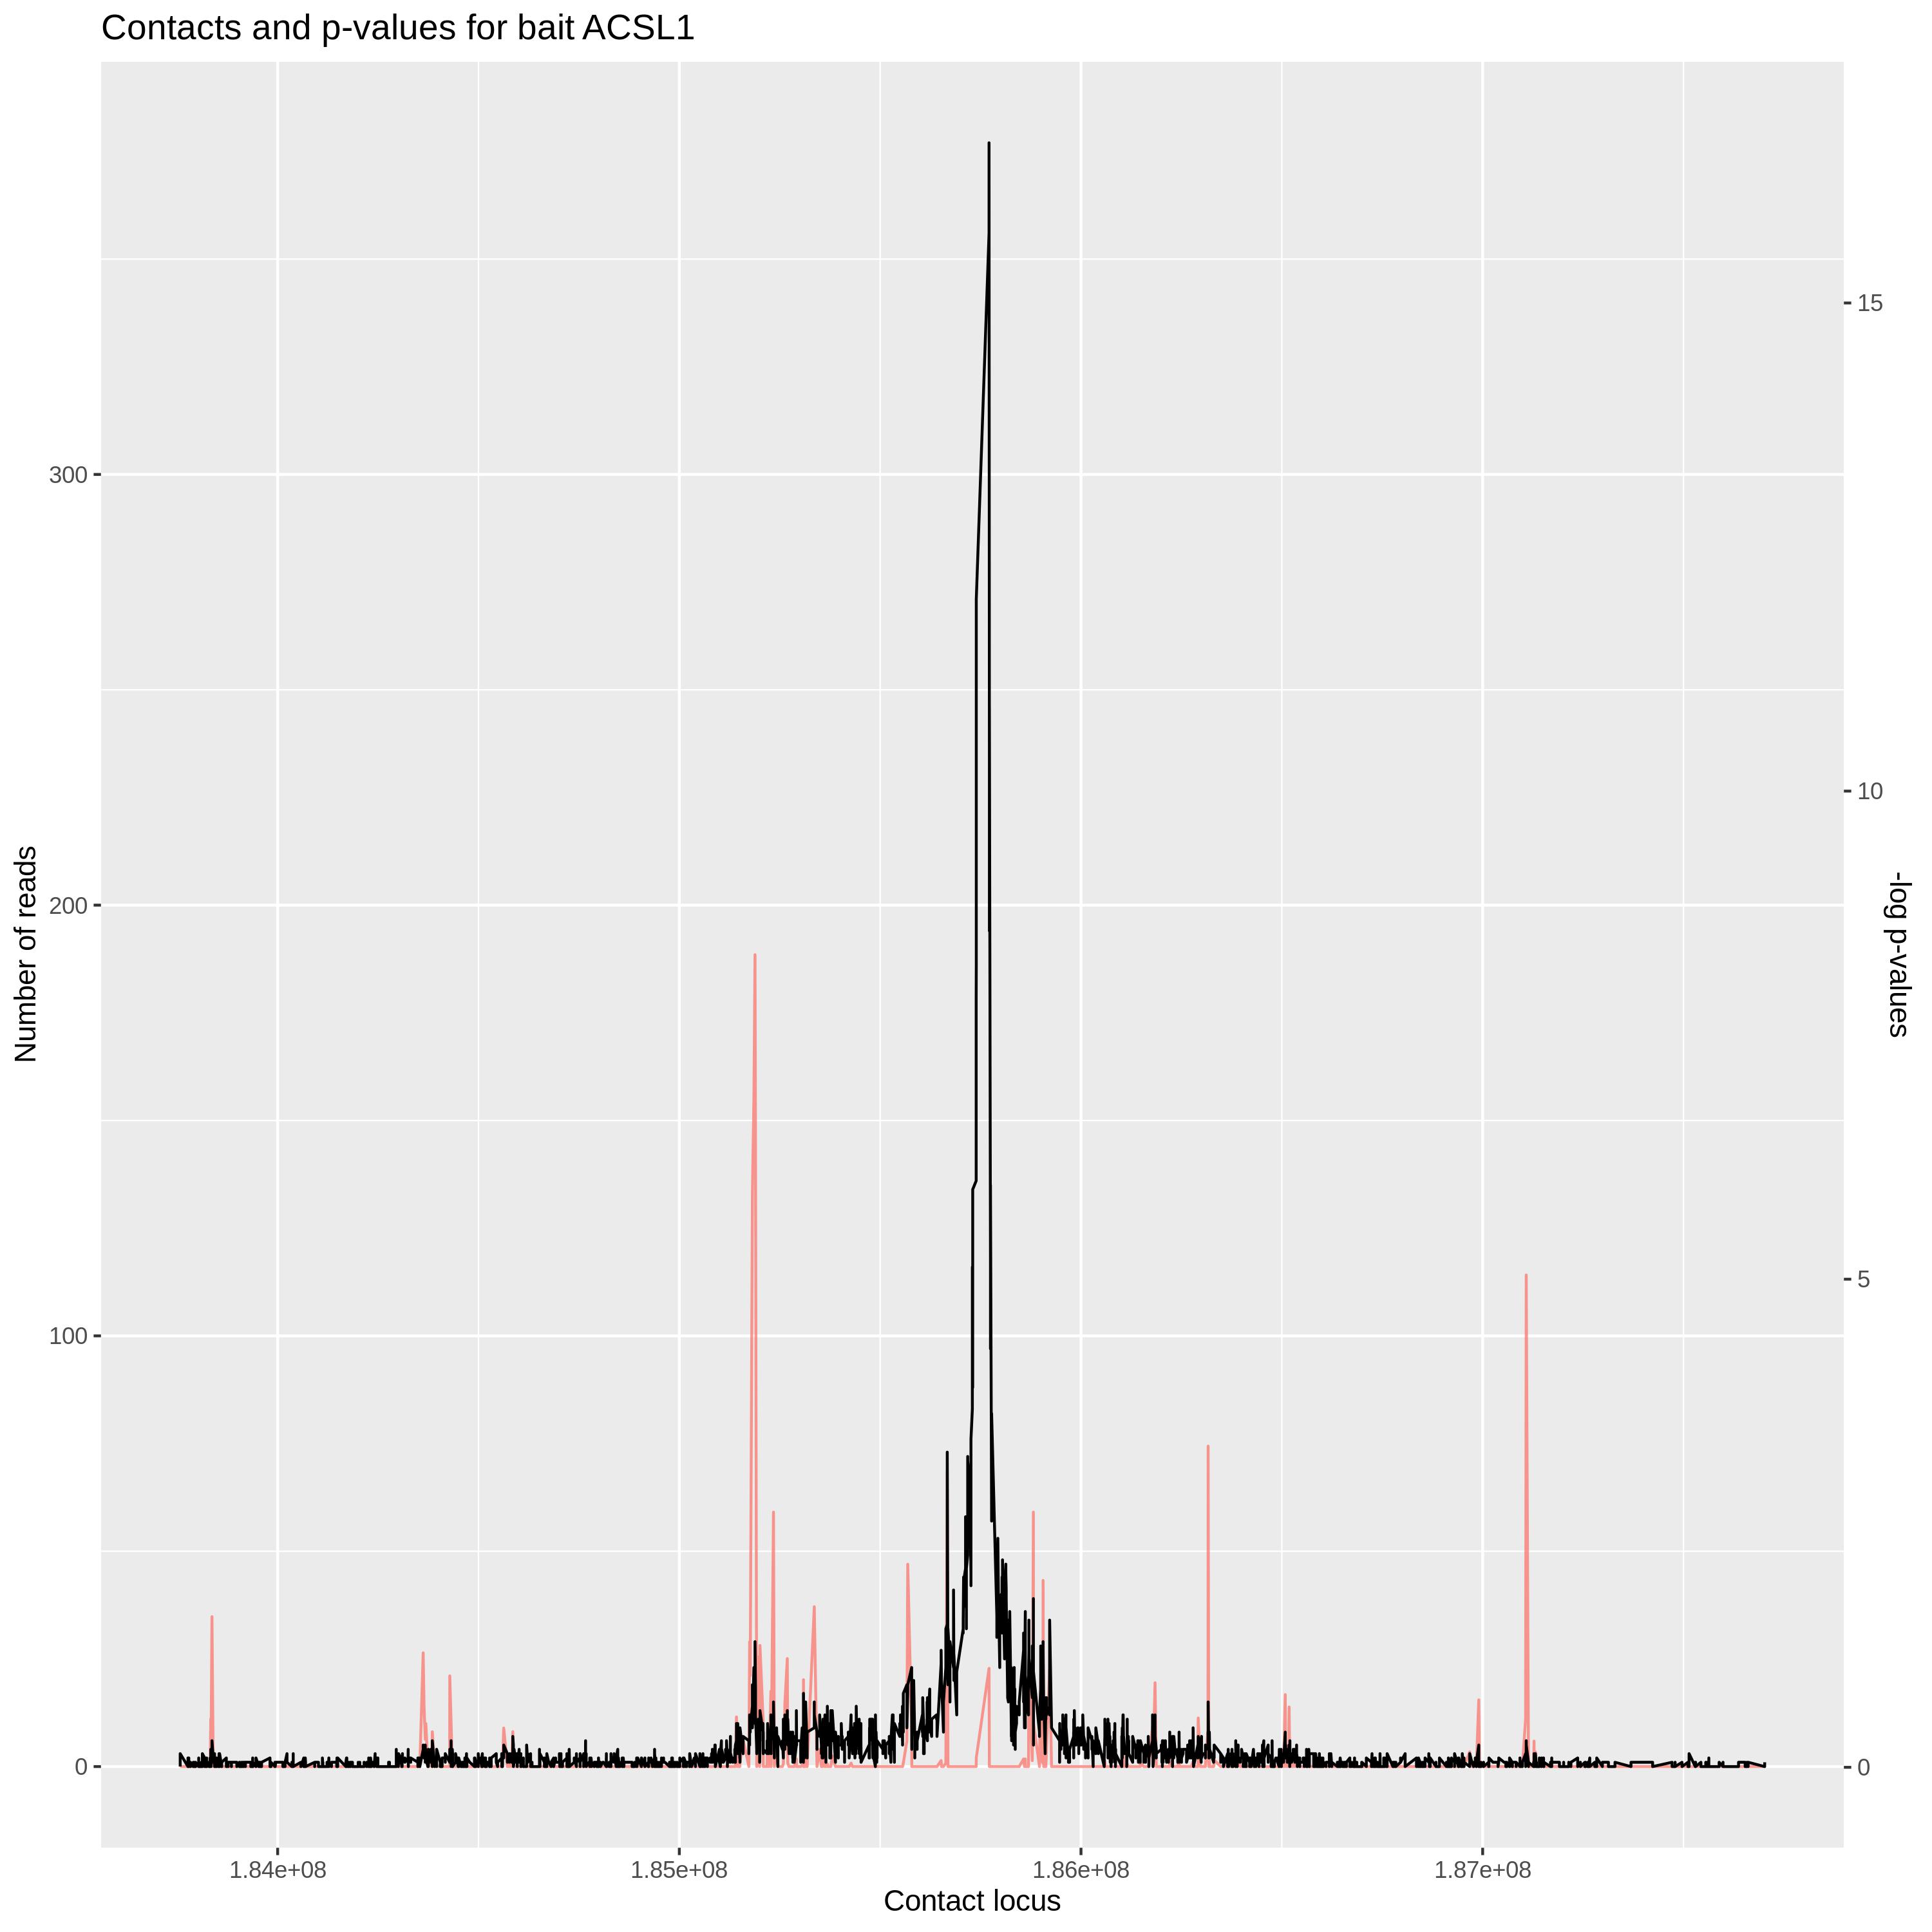 Contacts and p-values for bait ACSL1
Number of reads
300
200
100
0
15
10
5
0
-log p-values
1.84e+08 1.85e+08 1.86e+08 1.87e+08
Contact locus